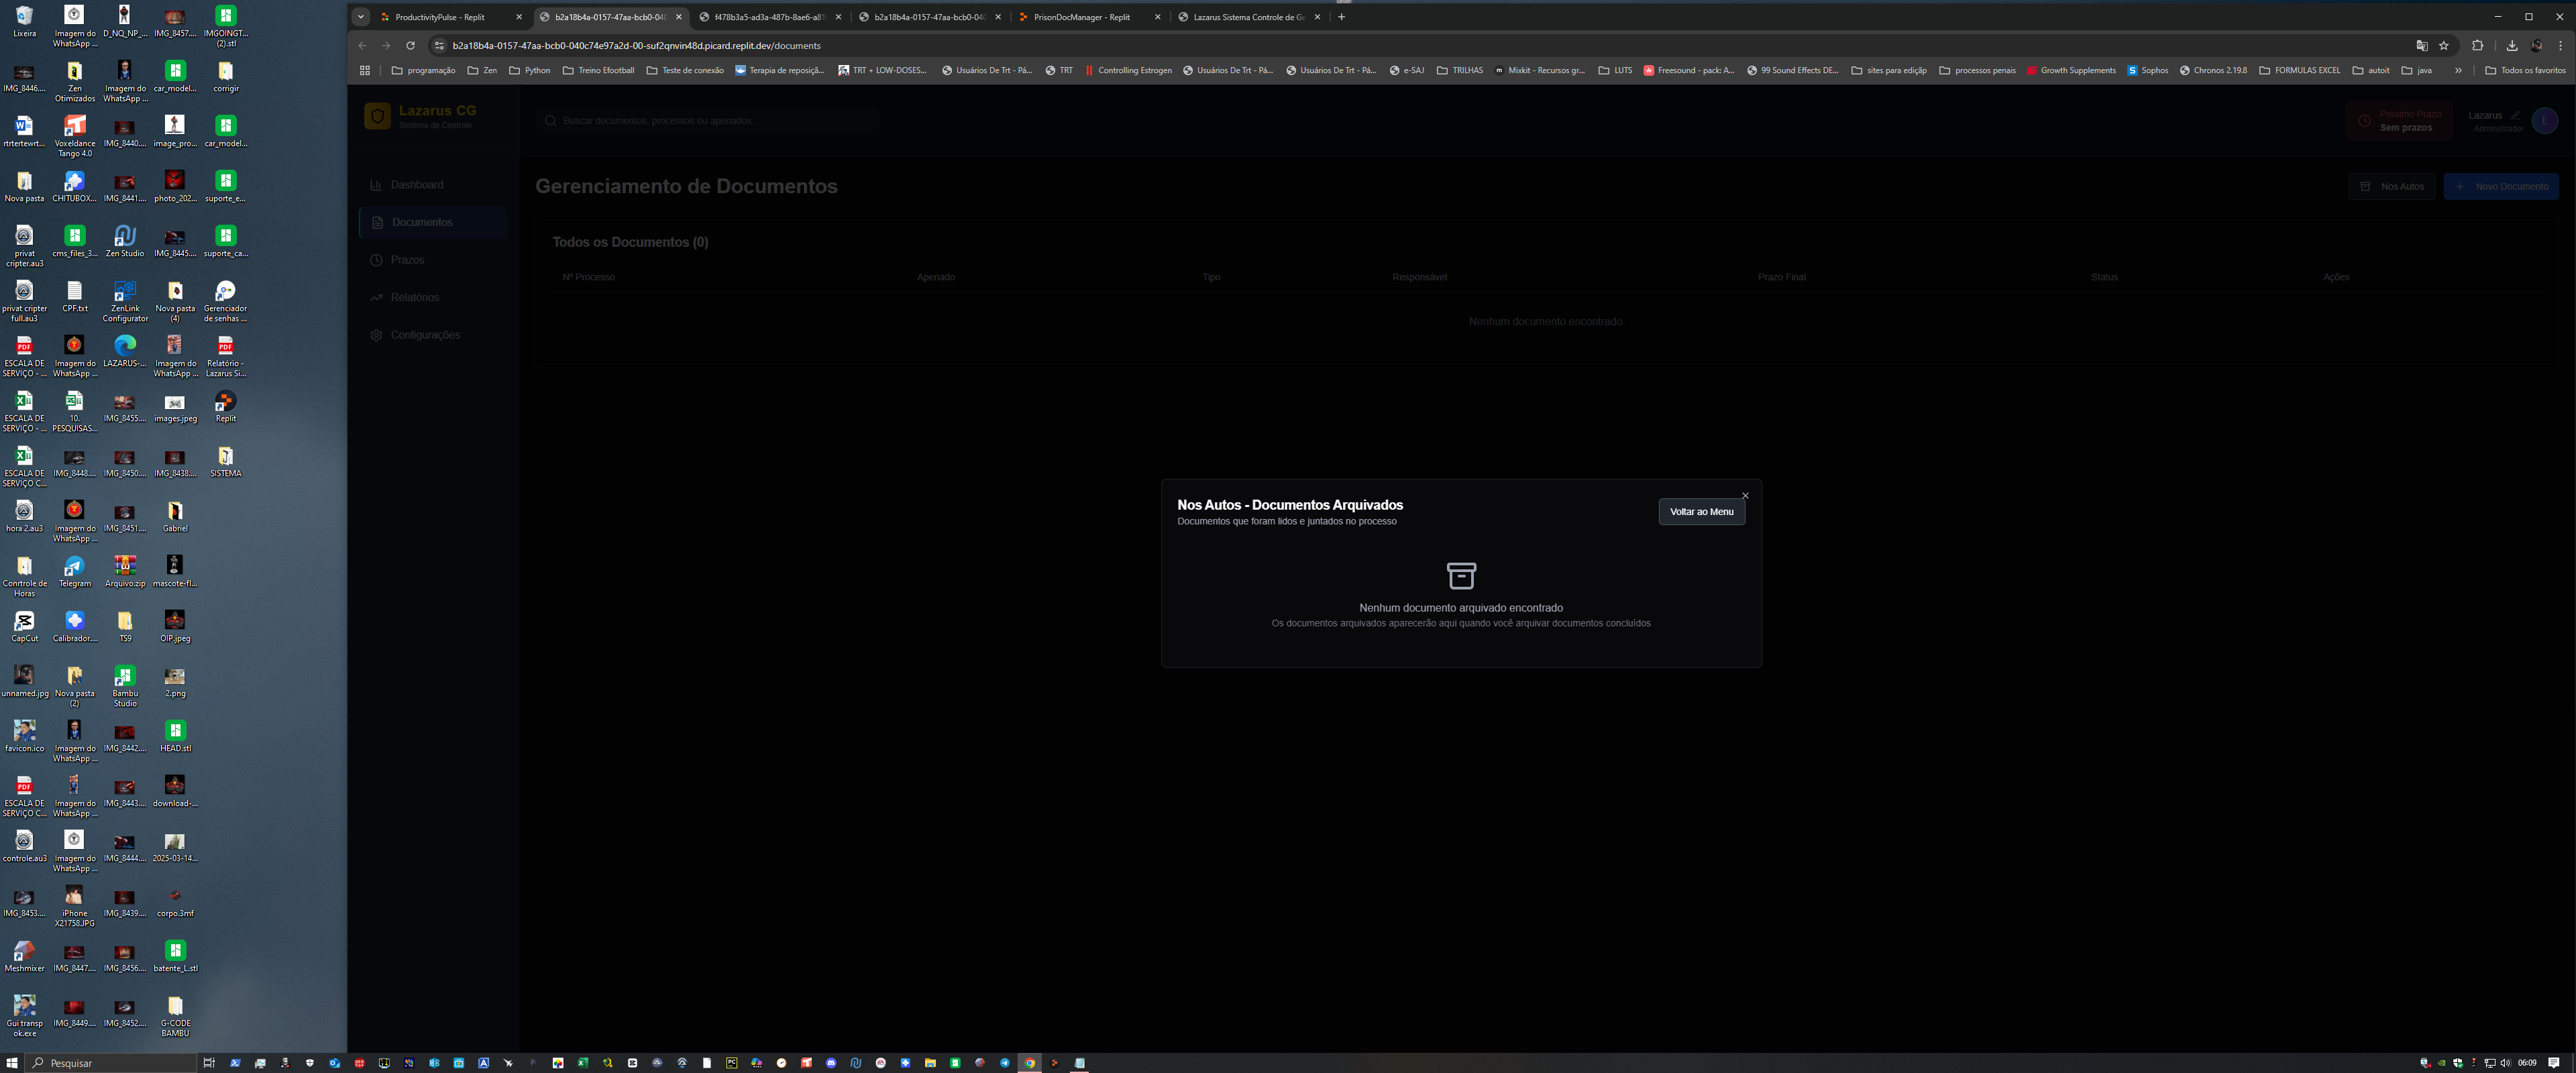 Lixeira
Imagem do WhatsApp ...
D_NQ_NP_...
IMG_8457....
IMGOINGT... (2).stl
IMG_8446....
Zen Otimizados
Imagem do WhatsApp ...
car_model...
corrigir
rtrtertewrt...
Voxeldance Tango 4.0
IMG_8440....
image_pro...
car_model...
Nova pasta
CHITUBOX...
IMG_8441....
photo_202...
suporte_e...
privat cripter.au3
cms_files_3...
Zen Studio
IMG_8445....
suporte_ca...
privat cripter full.au3
CPF.txt
ZenLink Configurator
Nova pasta (4)
Gerenciador de senhas ...
ESCALA DE SERVIÇO - ...
Imagem do WhatsApp ...
LAZARUS-...
Imagem do WhatsApp ...
Relatório - Lazarus Si...
ESCALA DE SERVIÇO - ...
10. PESQUISAS...
IMG_8455....
images.jpeg
Replit
ESCALA DE SERVIÇO C...
IMG_8448....
IMG_8450....
IMG_8438....
SISTEMA
hora 2.au3
Imagem do WhatsApp ...
IMG_8451....
Gabriel
Conrtrole de Horas
Telegram
Arquivo.zip
mascote-fl...
CapCut
Calibrador....
TS9
OIP.jpeg
unnamed.jpg
Nova pasta (2)
Bambu Studio
2.png
favicon.ico
Imagem do WhatsApp ...
IMG_8442....
HEAD.stl
ESCALA DE SERVIÇO C...
Imagem do WhatsApp ...
IMG_8443....
download-...
controle.au3
Imagem do WhatsApp ...
IMG_8444....
2025-03-14...
IMG_8453....
iPhone X21758.JPG
IMG_8439....
corpo.3mf
Meshmixer
IMG_8447....
IMG_8456....
batente_L.stl
Gui transp ok.exe
IMG_8449....
IMG_8452....
G-CODE BAMBU
ProductivityPulse - Replit
b2a18b4a-0157-47aa-bcb0-040
f478b3a5-ad3a-487b-8ae6-a81
b2a18b4a-0157-47aa-bcb0-040
PrisonDocManager - Replit
Lazarus Sistema Controle de Ge
b2a18b4a-0157-47aa-bcb0-040c74e97a2d-00-suf2qnvin48d.picard.replit.dev/documents
programação
Zen
Python
Treino Efootball
Teste de conexão
Terapia de reposiçã...
TRT + LOW-DOSES...
Usuários De Trt - Pá...
TRT
Controlling Estrogen
Usuários De Trt - Pá...
Usuários De Trt - Pá...
e-SAJ
TRILHAS
Mixkit - Recursos gr...
LUTS
Freesound - pack: A...
99 Sound Effects DE...
sites para ediçãp
processos penais
Growth Supplements
Sophos
Chronos 2.19.8
FORMULAS EXCEL
autoit
java
Todos os favoritos
Lazarus CG
Sistema de Controle
Buscar documentos, processos ou apenados...
Próximo Prazo
Sem prazos
Lazarus
Administrador
L
Dashboard
Documentos
Prazos
Relatórios
Configurações
Gerenciamento de Documentos
Nos Autos
Novo Documento
Todos os Documentos (0)
Nº Processo
Apenado
Tipo
Responsável
Prazo Final
Status
Ações
Nenhum documento encontrado
Nos Autos - Documentos Arquivados
Documentos que foram lidos e juntados no processo
Voltar ao Menu
Nenhum documento arquivado encontrado
Os documentos arquivados aparecerão aqui quando você arquivar documentos concluídos
Pesquisar
06:09